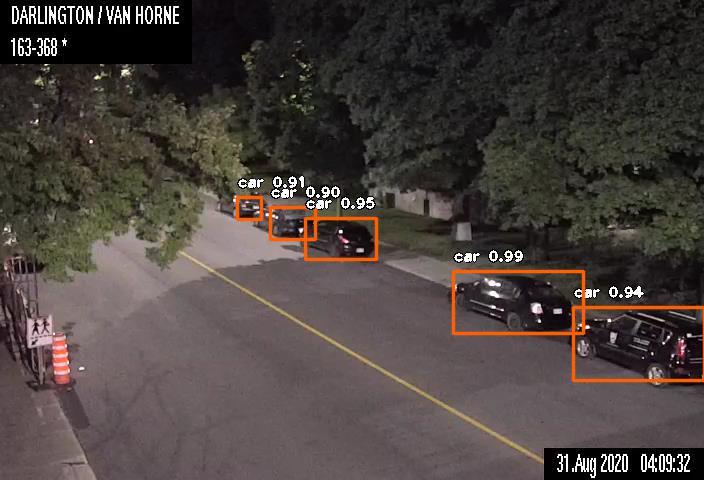 DARLINGTON / VAN HORNE
163-368 *
car 0.91
car 0.90
car 0.95
car 0.99
car 0.94
31.Aug 2020 04:09:32